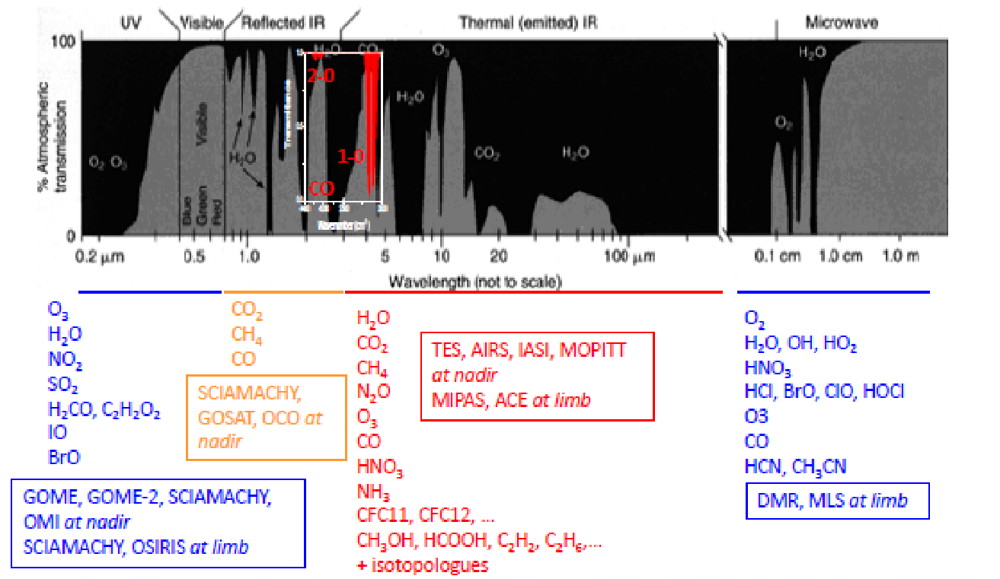 UV Visible Reflected IR Thermal (emitted) IR Microwave
100
H₂O CO₂ O₃ H₂O
2-0
H₂O
Visible
O₂
O₂ O₃
H₂O
1-0
CO₂ H₂O
CO
% Atmospheric
transmission
Transmittance
Blue
Green
Red
0
0.2 µm 0.5 1.0 5 10 20 100 µm 0.1 cm 1.0 cm 1.0 m
Wavelength (not to scale)
O₃
H₂O
NO₂
SO₂
H₂CO, C₂H₂O₂
IO
BrO
GOME, GOME-2, SCIAMACHY,
OMI at nadir
SCIAMACHY, OSIRIS at limb
CO₂
CH₄
CO
SCIAMACHY,
GOSAT, OCO at
nadir
H₂O
CO₂
CH₄
N₂O
O₃
CO
HNO₃
NH₃
CFC11, CFC12, ...
CH₃OH, HCOOH, C₂H₂, C₂H₆,...
+ isotopologues
TES, AIRS, IASI, MOPITT
at nadir
MIPAS, ACE at limb
O₂
H₂O, OH, HO₂
HNO₃
HCl, BrO, ClO, HOCl
O3
CO
HCN, CH₃CN
DMR, MLS at limb